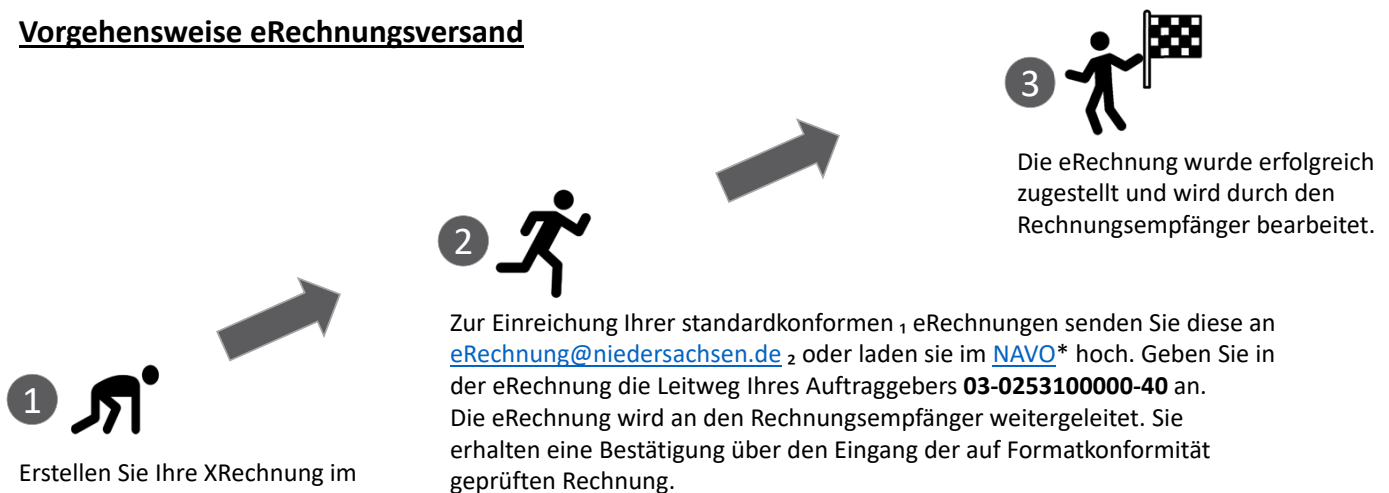 Vorgehensweise eRechnungsversand
1
Erstellen Sie Ihre XRechnung im
2
Zur Einreichung Ihrer standardkonformen ₁ eRechnungen senden Sie diese an
eRechnung@niedersachsen.de ₂ oder laden sie im NAVO* hoch. Geben Sie in
der eRechnung die Leitweg Ihres Auftraggebers 03-0253100000-40 an.
Die eRechnung wird an den Rechnungsempfänger weitergeleitet. Sie
erhalten eine Bestätigung über den Eingang der auf Formatkonformität
geprüften Rechnung.
3
Die eRechnung wurde erfolgreich
zugestellt und wird durch den
Rechnungsempfänger bearbeitet.